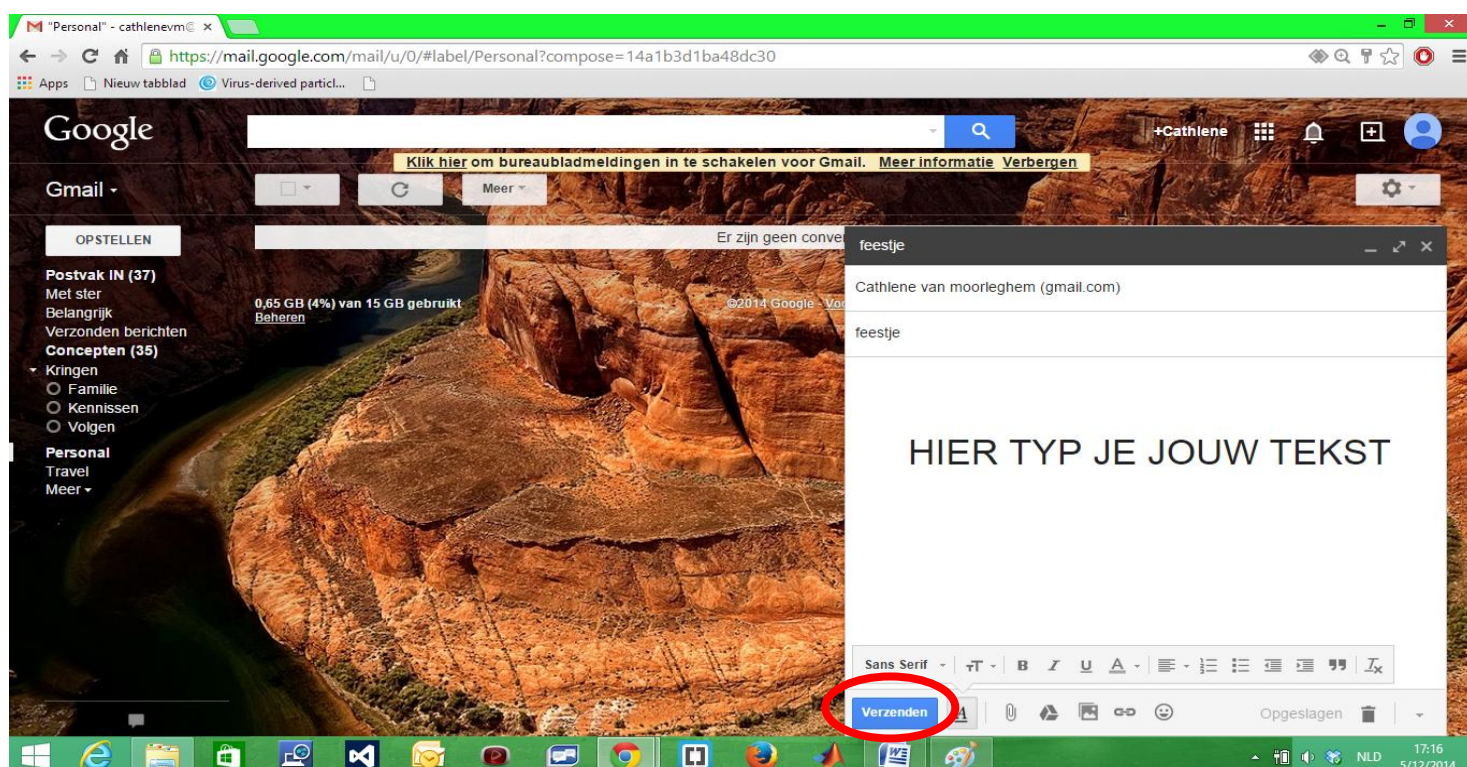 "Personal" - cathlenevm@
https://mail.google.com/mail/u/0/#label/Personal?compose=14a1b3d1ba48dc30
Apps Nieuw tabblad Virus-derived particl...
Google
+Cathlene
Klik hier om bureaubladmeldingen in te schakelen voor Gmail. Meer informatie Verbergen
Gmail
Meer
OPSTELLEN
Er zijn geen conver
Postvak IN (37)
Met ster
Belangrijk
Verzonden berichten
Concepten (35)
Kringen
Familie
Kennissen
Volgen
Personal
Travel
Meer
0,65 GB (4%) van 15 GB gebruikt
Beheren
©2014 Google - Voo
feestje
Cathlene van moorleghem (gmail.com)
feestje
HIER TYP JE JOUW TEKST
Sans Serif
Verzenden
Opgeslagen
NLD
17:16
5/12/2014